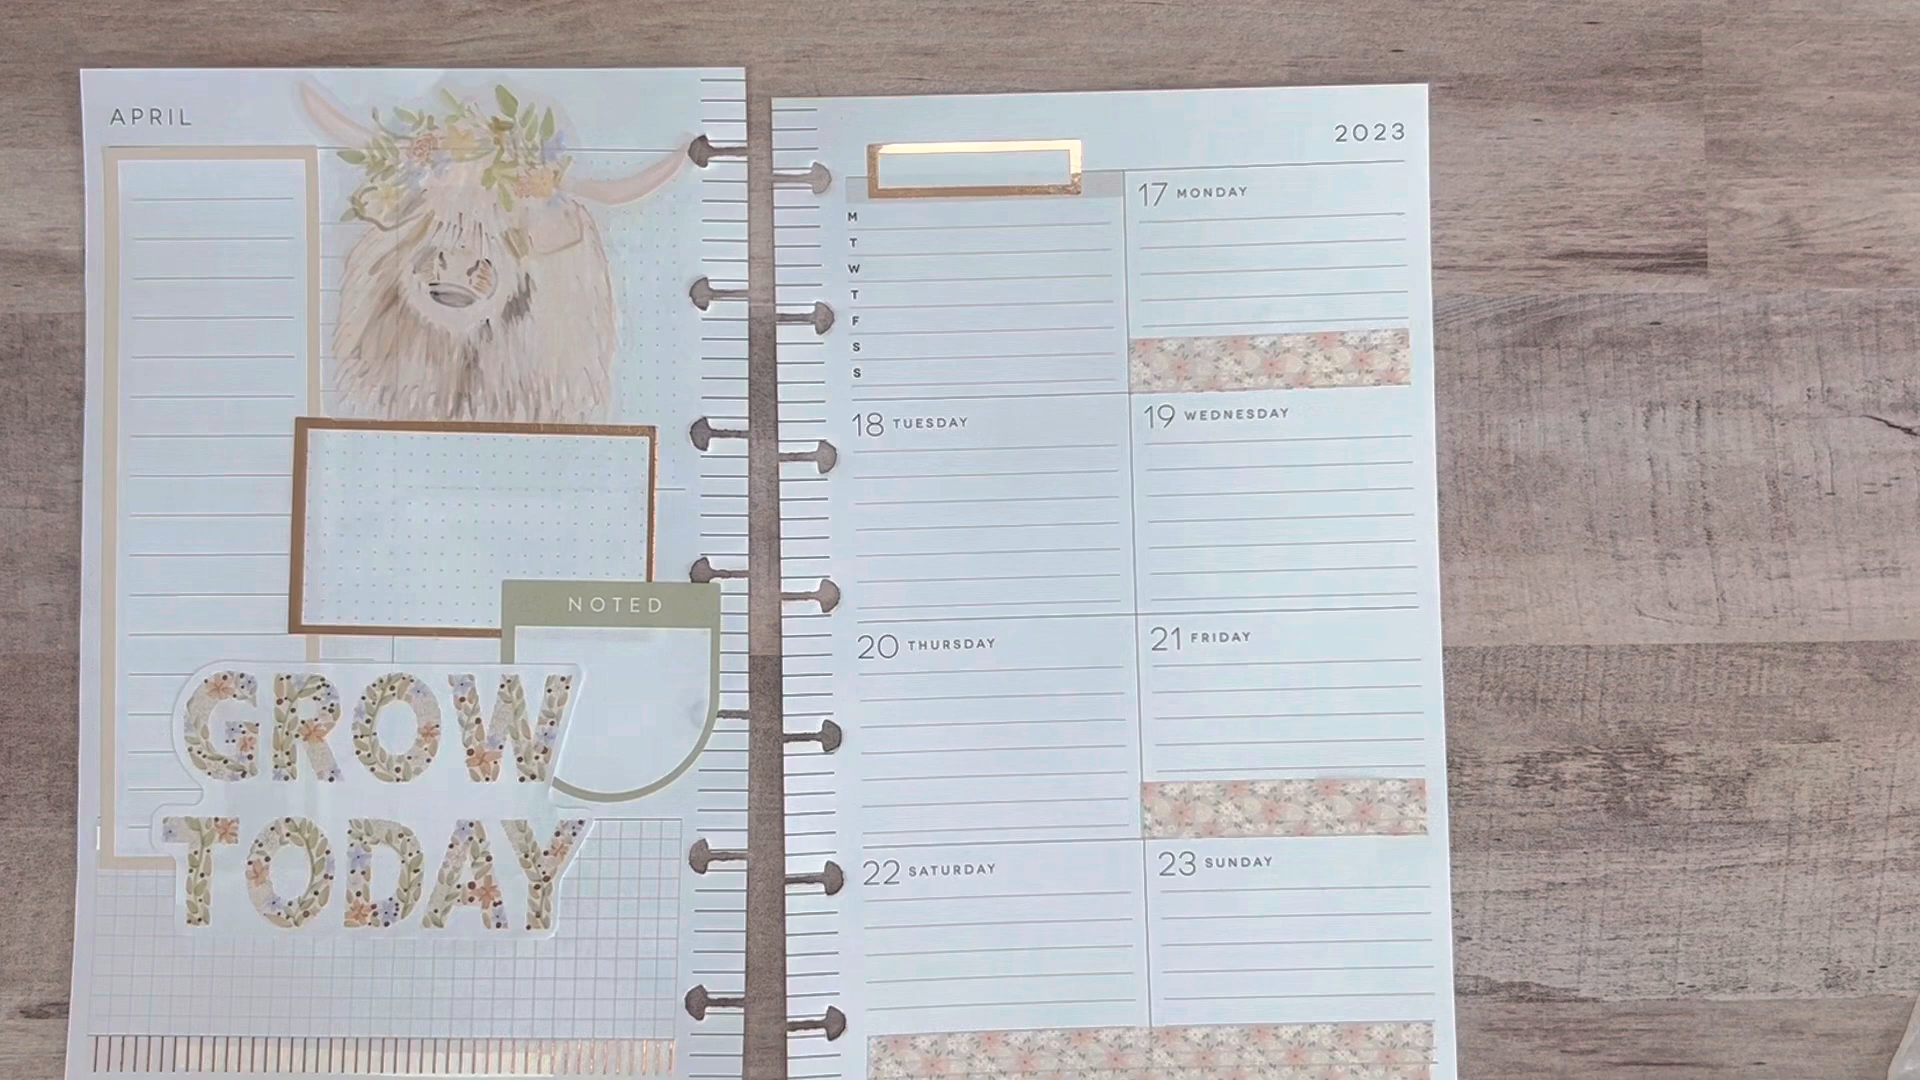 APRIL
NOTED
GROW
TODAY
2023
17 MONDAY
M
T
W
T
F
S
S
18 TUESDAY
19 WEDNESDAY
20 THURSDAY
21 FRIDAY
22 SATURDAY
23 SUNDAY